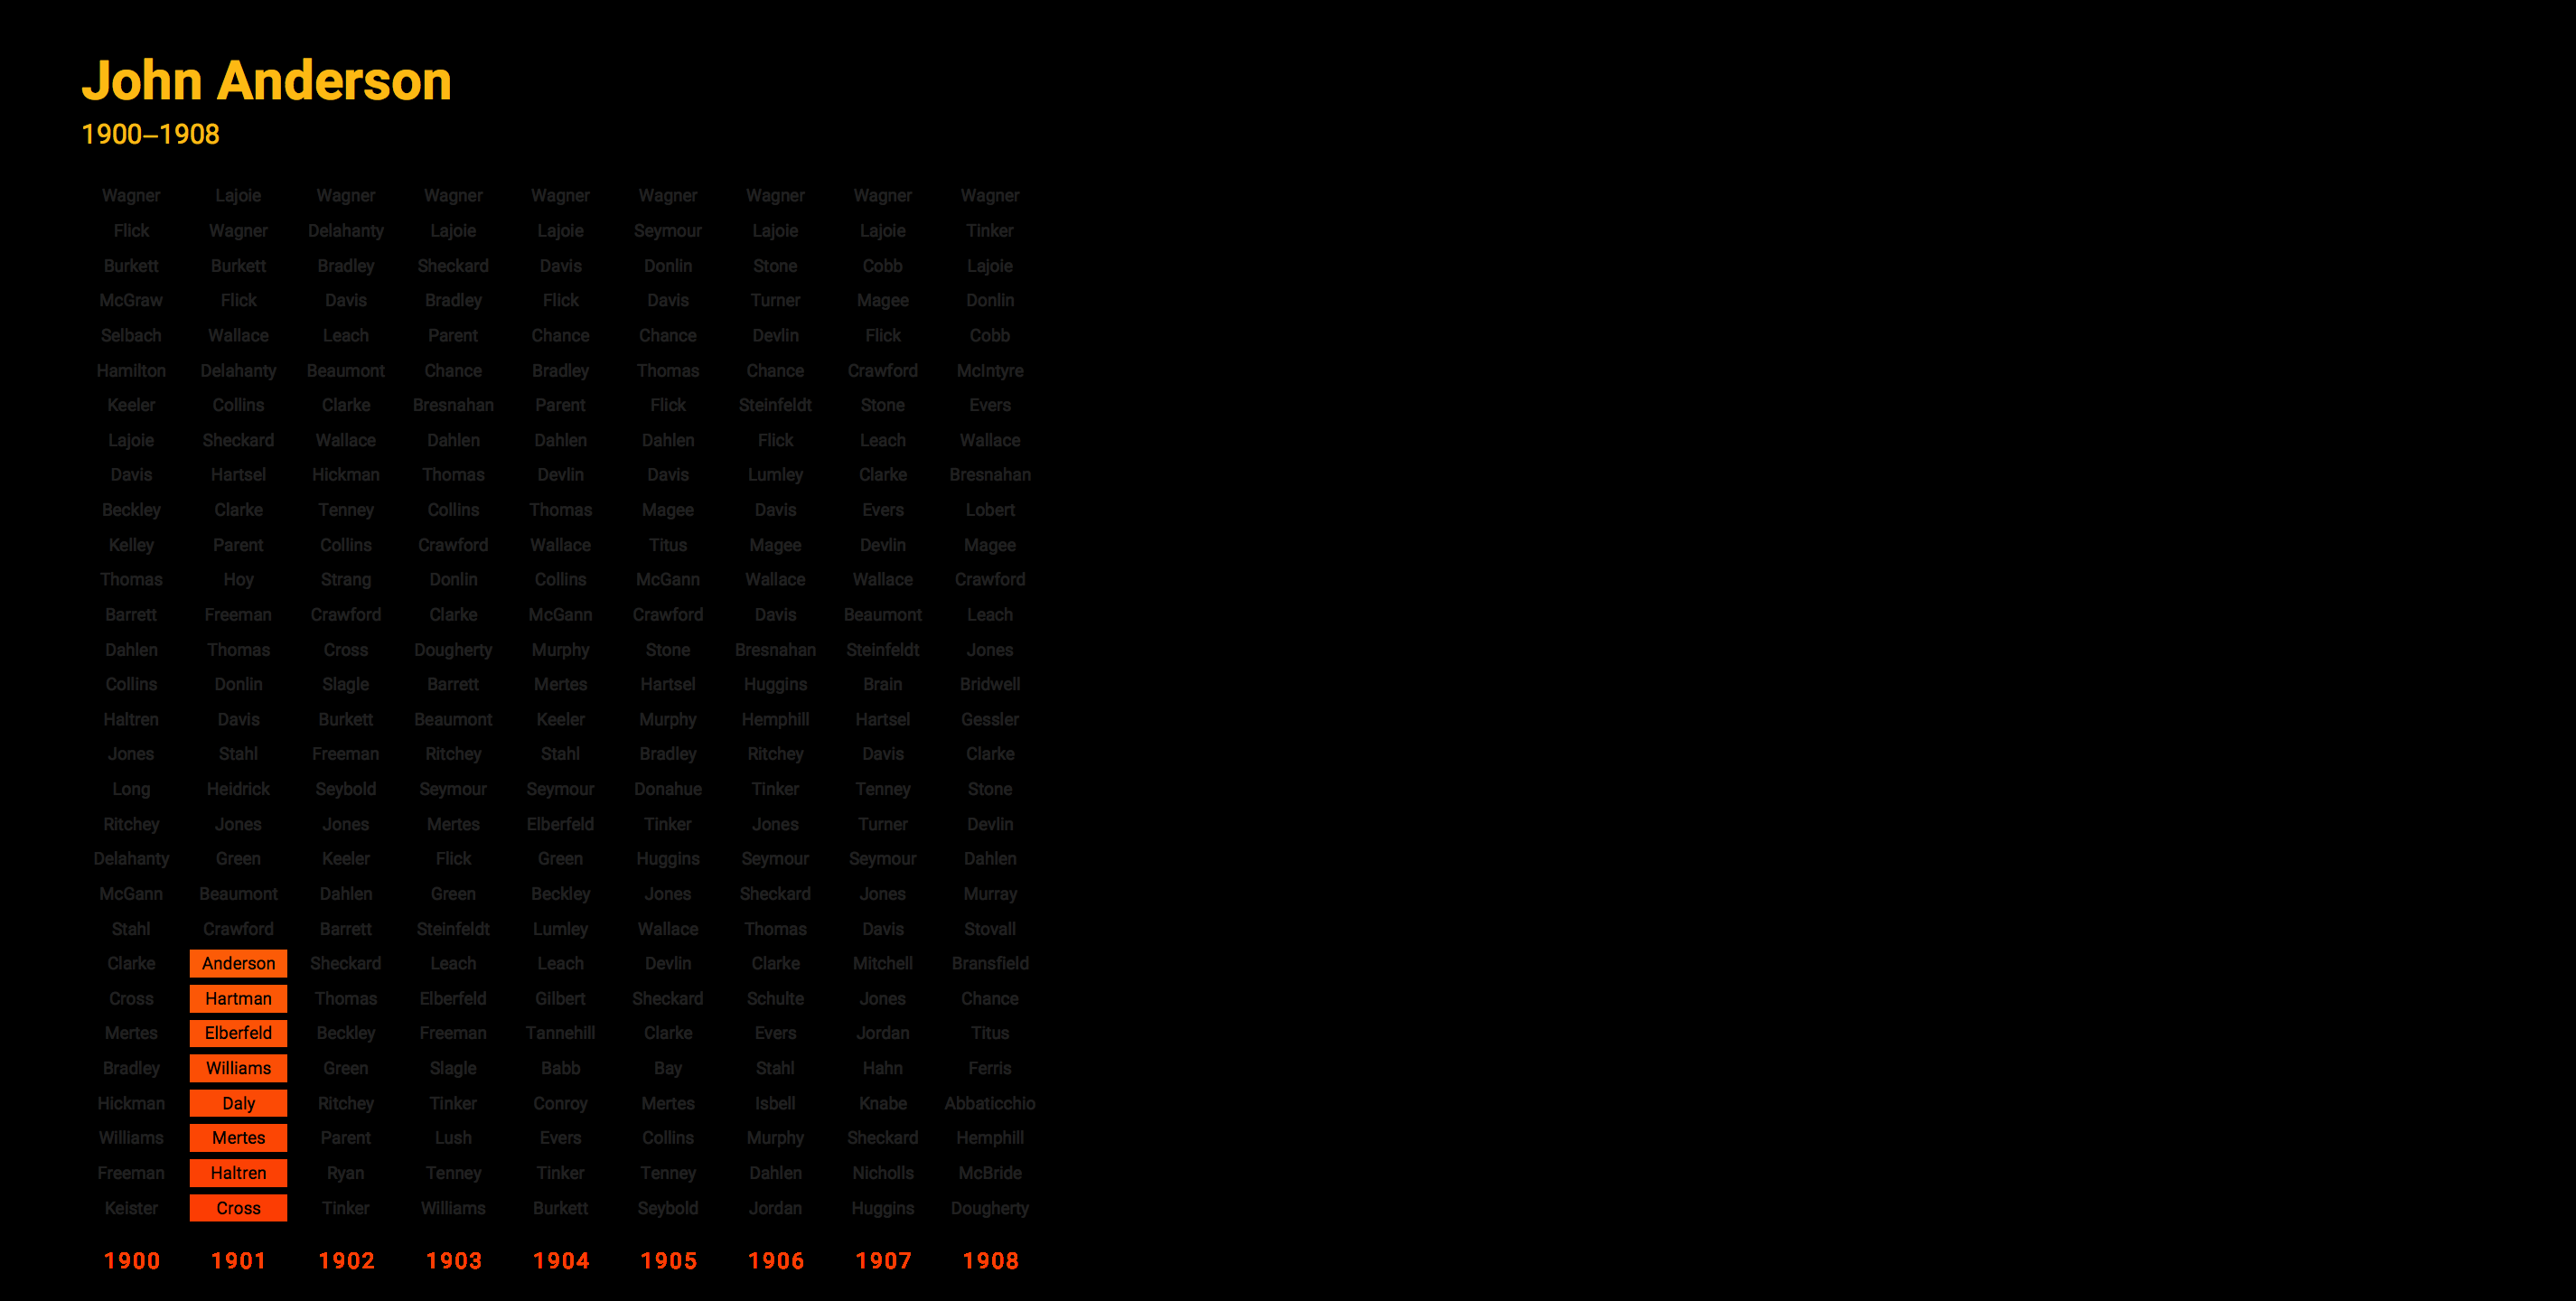 John Anderson
1900–1908
Wagner Lajoie Wagner Wagner Wagner Wagner Wagner Wagner Wagner
Flick Wagner Delahanty Lajoie Lajoie Seymour Lajoie Lajoie Tinker
Burkett Burkett Bradley Sheckard Davis Donlin Stone Cobb Lajoie
McGraw Flick Davis Bradley Flick Davis Turner Magee Donlin
Selbach Wallace Leach Parent Chance Chance Devlin Flick Cobb
Hamilton Delahanty Beaumont Chance Bradley Thomas Chance Crawford McIntyre
Keeler Collins Clarke Bresnahan Parent Flick Steinfeldt Stone Evers
Lajoie Sheckard Wallace Dahlen Dahlen Dahlen Flick Leach Wallace
Davis Hartsel Hickman Thomas Devlin Davis Lumley Clarke Bresnahan
Beckley Clarke Tenney Collins Thomas Magee Davis Evers Lobert
Kelley Parent Collins Crawford Wallace Titus Magee Devlin Magee
Thomas Hoy Strang Donlin Collins McGann Wallace Wallace Crawford
Barrett Freeman Crawford Clarke McGann Crawford Davis Beaumont Leach
Dahlen Thomas Cross Dougherty Murphy Stone Bresnahan Steinfeldt Jones
Collins Donlin Slagle Barrett Mertes Hartsel Huggins Brain Bridwell
Haltren Davis Burkett Beaumont Keeler Murphy Hemphill Hartsel Gessler
Jones Stahl Freeman Ritchey Stahl Bradley Ritchey Davis Clarke
Long Heidrick Seybold Seymour Seymour Donahue Tinker Tenney Stone
Ritchey Jones Jones Mertes Elberfeld Tinker Jones Turner Devlin
Delahanty Green Keeler Flick Green Huggins Seymour Seymour Dahlen
McGann Beaumont Dahlen Green Beckley Jones Sheckard Jones Murray
Stahl Crawford Barrett Steinfeldt Lumley Wallace Thomas Davis Stovall
Clarke Anderson Sheckard Leach Leach Devlin Clarke Mitchell Bransfield
Cross Hartman Thomas Elberfeld Gilbert Sheckard Schulte Jones Chance
Mertes Elberfeld Beckley Freeman Tannehill Clarke Evers Jordan Titus
Bradley Williams Green Slagle Babb Bay Stahl Hahn Ferris
Hickman Daly Ritchey Tinker Conroy Mertes Isbell Knabe Abbaticchio
Williams Mertes Parent Lush Evers Collins Murphy Sheckard Hemphill
Freeman Haltren Ryan Tenney Tinker Tenney Dahlen Nicholls McBride
Keister Cross Tinker Williams Burkett Seybold Jordan Huggins Dougherty
1900 1901 1902 1903 1904 1905 1906 1907 1908